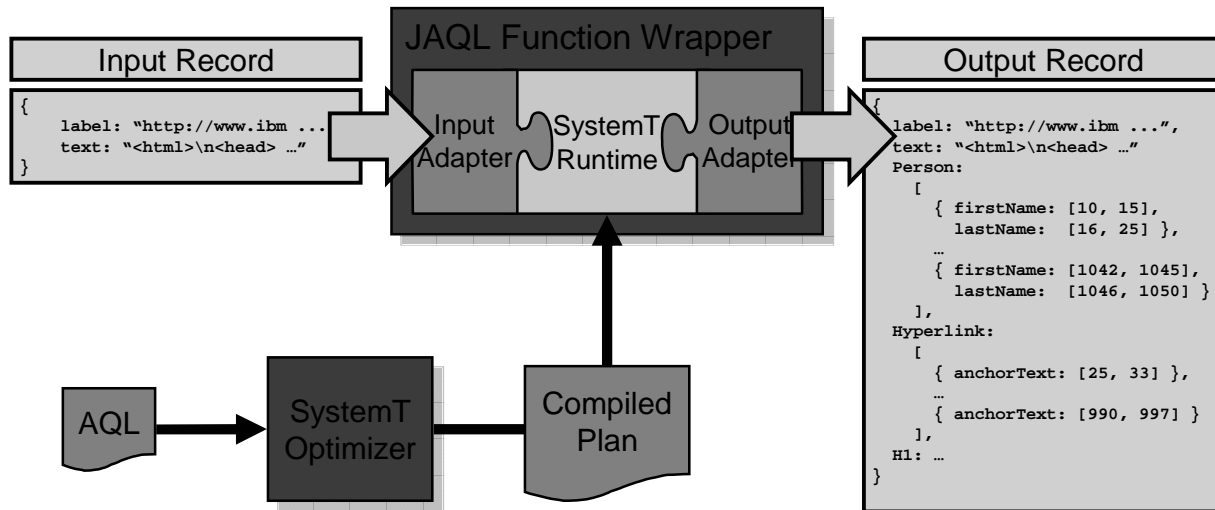 JAQL Function Wrapper
Input Record
{
label: “http://www.ibm ...
text: “<html>\n<head> …”
}
Input
Adapter
SystemT
Runtime
Output
Adapter
Output Record
{
label: “http://www.ibm ...”,
text: “<html>\n<head> …”
Person:
[
{ firstName: [10, 15],
lastName: [16, 25] },
…
{ firstName: [1042, 1045],
lastName: [1046, 1050] }
],
Hyperlink:
[
{ anchorText: [25, 33] },
…
{ anchorText: [990, 997] }
],
H1: …
}
AQL
SystemT
Optimizer
Compiled
Plan